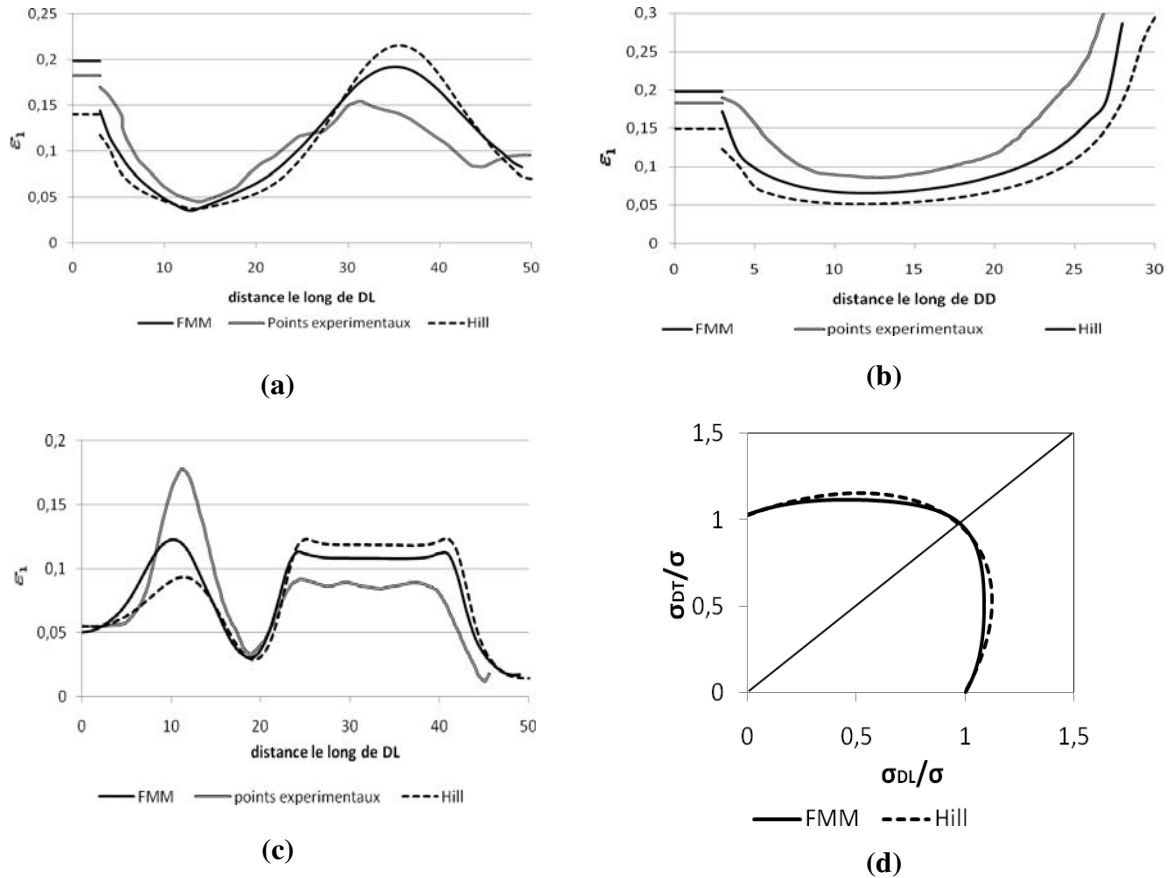 0,25
0,2
0,15
0,1
0,05
0
ε₁
0 10 20 30 40 50
distance le long de DL
FMM Points experimentaux Hill
(a)
0,3
0,25
0,2
0,15
0,1
0,05
0
ε₁
0 5 10 15 20 25 30
distance le long de DD
FMM points experimentaux Hill
(b)
0,2
0,15
0,1
0,05
0
ε₁
0 10 20 30 40 50
distance le long de DL
FMM points experimentaux Hill
(c)
1,5
1
0,5
0
σDT/σ
0 0,5 1 1,5
σDL/σ
FMM Hill
(d)